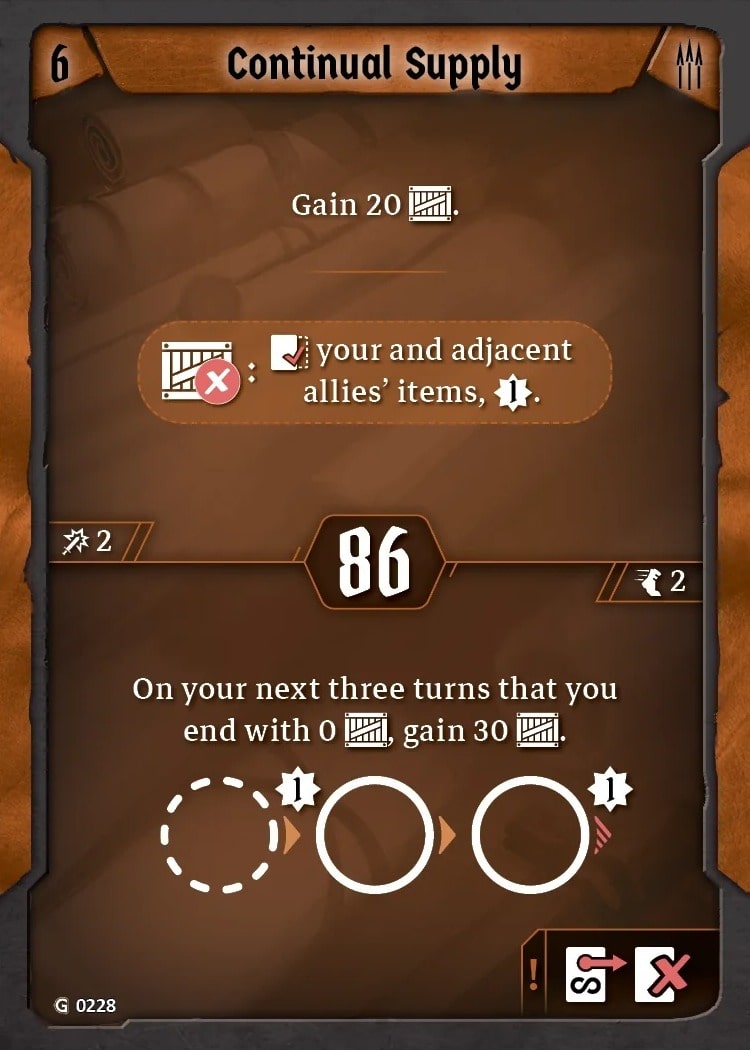 6
Continual Supply
Gain 20 .
: your and adjacent
allies’ items, 1.
2
86
2
On your next three turns that you
end with 0 , gain 30 .
1
1
!
G 0228